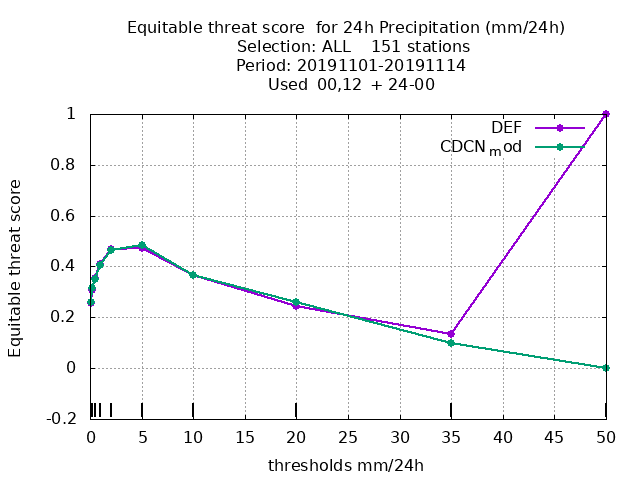 Equitable threat score  for 24h Precipitation (mm/24h)
Selection: ALL    151 stations
Period: 20191101-20191114
Used  00,12  + 24-00
DEF
CDCN_mod
Equitable threat score
1
0.8
0.6
0.4
0.2
0
-0.2
0 5 10 15 20 25 30 35 40 45 50
thresholds mm/24h